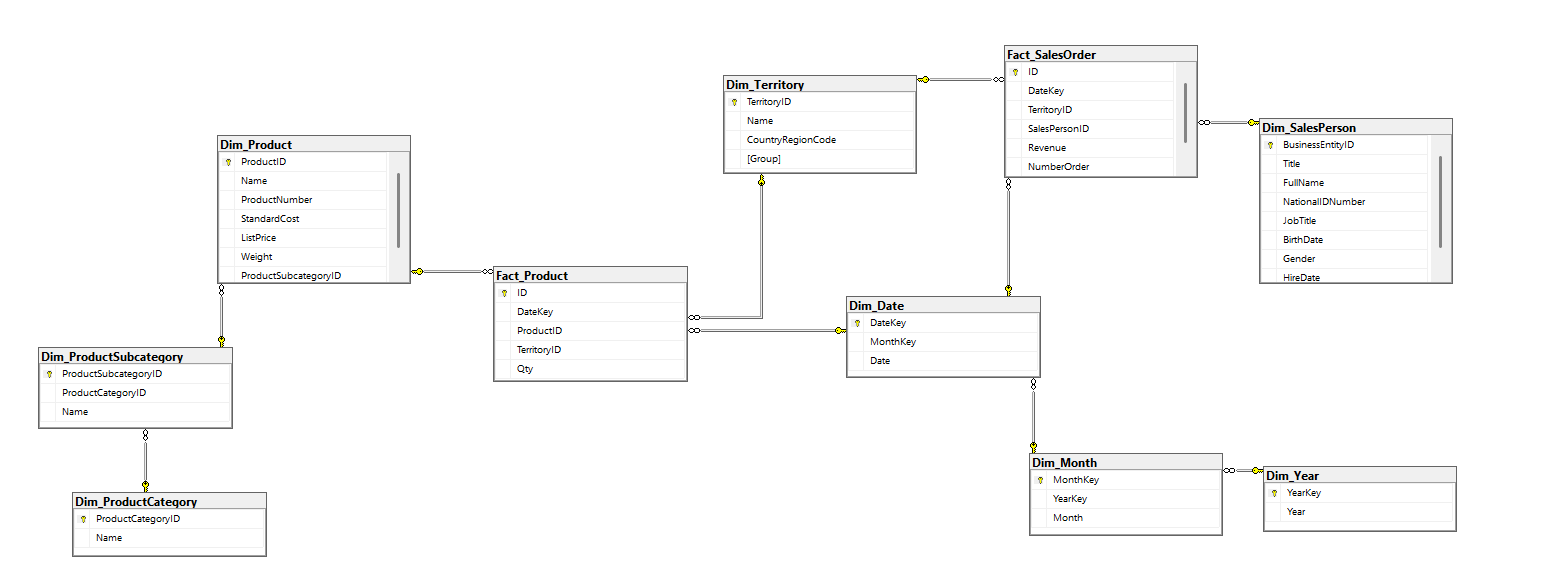 Fact_SalesOrder
ID
DateKey
TerritoryID
SalesPersonID
Revenue
NumberOrder
Dim_Territory
TerritoryID
Name
CountryRegionCode
[Group]
Dim_SalesPerson
BusinessEntityID
Title
FullName
NationalIDNumber
JobTitle
BirthDate
Gender
HireDate
Dim_Product
ProductID
Name
ProductNumber
StandardCost
ListPrice
Weight
ProductSubcategoryID
Fact_Product
ID
DateKey
ProductID
TerritoryID
Qty
Dim_Date
DateKey
MonthKey
Date
Dim_ProductSubcategory
ProductSubcategoryID
ProductCategoryID
Name
Dim_Month
MonthKey
YearKey
Month
Dim_Year
YearKey
Year
Dim_ProductCategory
ProductCategoryID
Name